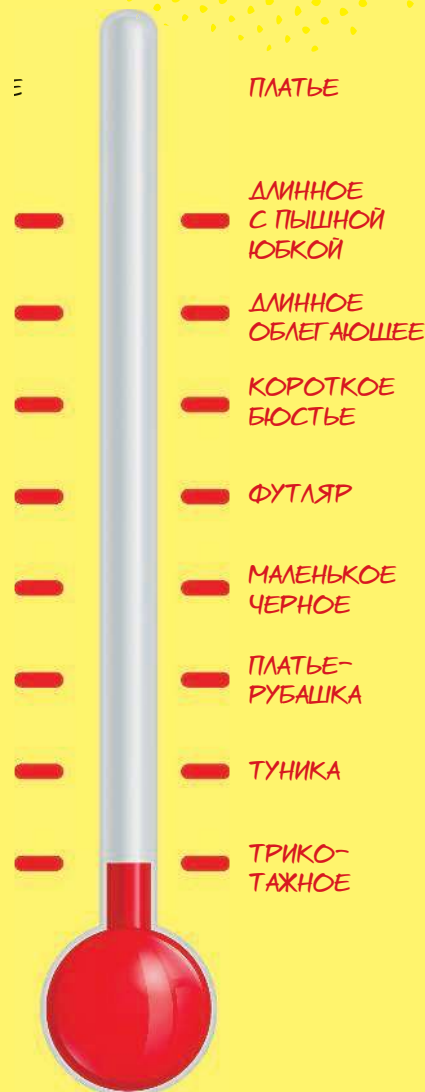 Е ПЛАТЬЕ
ДЛИННОЕ
С ПЫШНОЙ
ЮБКОЙ
ДЛИННОЕ
ОБЛЕГАЮЩЕЕ
КОРОТКОЕ
БЮСТЬЕ
ФУТЛЯР
МАЛЕНЬКОЕ
ЧЕРНОЕ
ПЛАТЬЕ-
РУБАШКА
ТУНИКА
ТРИКО-
ТАЖНОЕ